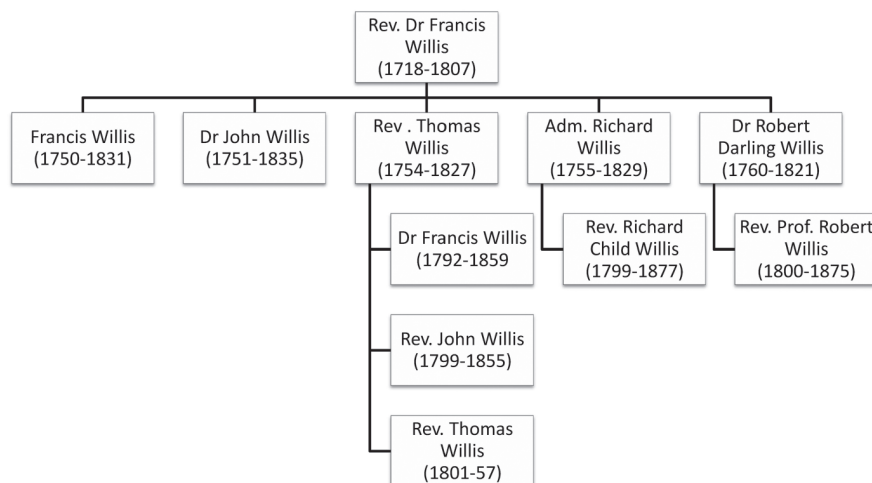 Rev. Dr Francis
Willis
(1718-1807)
Francis Willis
(1750-1831)
Dr John Willis
(1751-1835)
Rev . Thomas
Willis
(1754-1827)
Adm. Richard
Willis
(1755-1829)
Dr Robert
Darling Willis
(1760-1821)
Dr Francis Willis
(1792-1859
Rev. Richard
Child Willis
(1799-1877)
Rev. Prof. Robert
Willis
(1800-1875)
Rev. John Willis
(1799-1855)
Rev. Thomas
Willis
(1801-57)